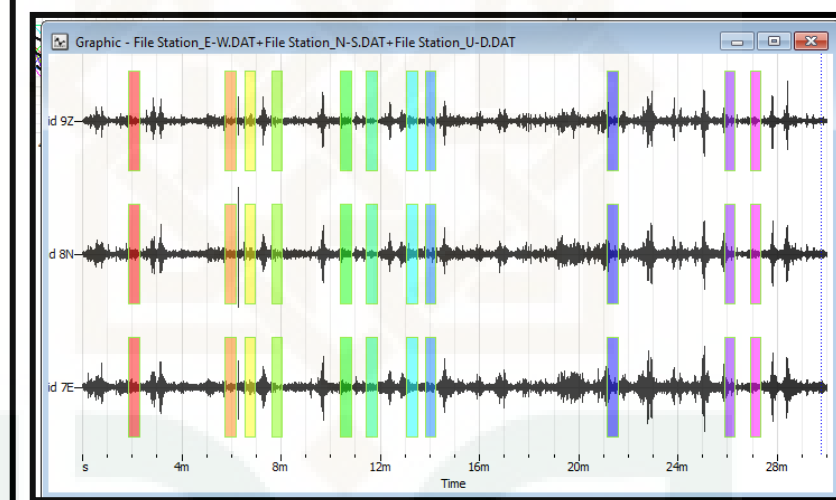 Graphic - File Station_E-W.DAT+File Station_N-S.DAT+File Station_U-D.DAT
id 9Z
d 8N
id 7E
s 4m 8m 12m 16m 20m 24m 28m
Time